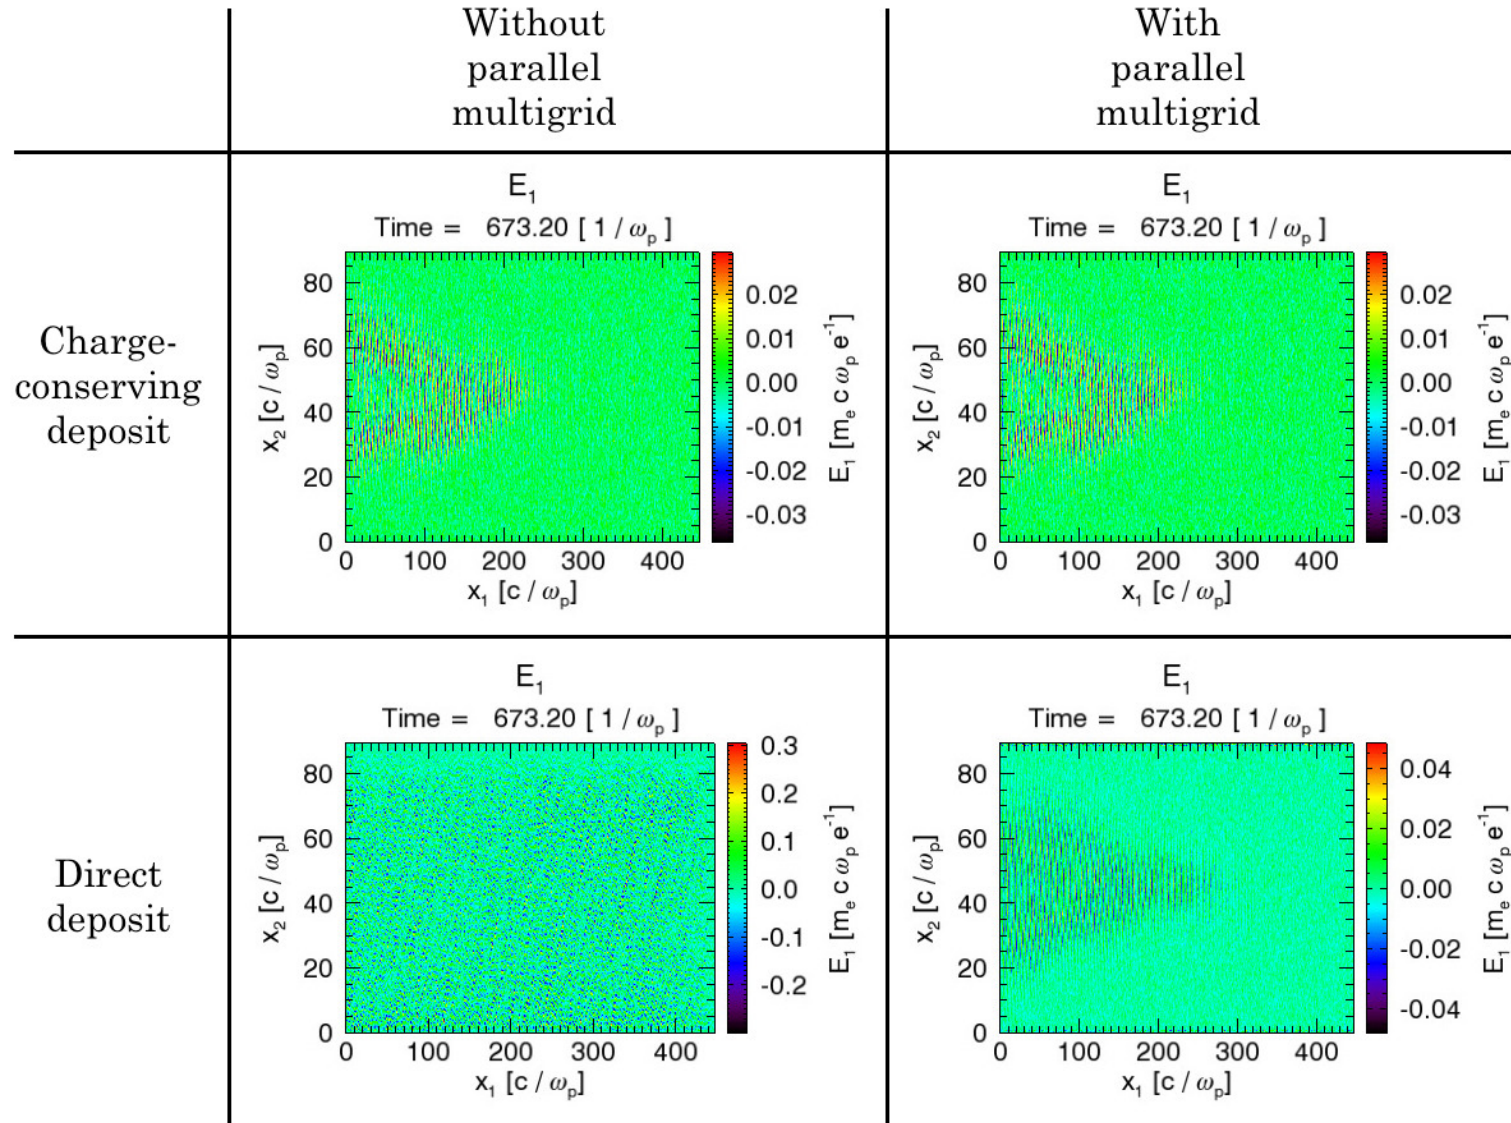 Without
parallel
multigrid
With
parallel
multigrid
Charge-
conserving
deposit
E₁
Time = 673.20 [ 1 / ωₚ ]
80
60
40
20
0
x₂ [c / ωₚ]
0 100 200 300 400
x₁ [c / ωₚ]
0.02
0.01
0.00
-0.01
-0.02
-0.03
E₁ [mₑ c ωₚ e⁻¹]
E₁
Time = 673.20 [ 1 / ωₚ ]
80
60
40
20
0
x₂ [c / ωₚ]
0 100 200 300 400
x₁ [c / ωₚ]
0.02
0.01
0.00
-0.01
-0.02
-0.03
E₁ [mₑ c ωₚ e⁻¹]
Direct
deposit
E₁
Time = 673.20 [ 1 / ωₚ ]
80
60
40
20
0
x₂ [c / ωₚ]
0 100 200 300 400
x₁ [c / ωₚ]
0.3
0.2
0.1
0.0
-0.1
-0.2
E₁ [mₑ c ωₚ e⁻¹]
E₁
Time = 673.20 [ 1 / ωₚ ]
80
60
40
20
0
x₂ [c / ωₚ]
0 100 200 300 400
x₁ [c / ωₚ]
0.04
0.02
0.00
-0.02
-0.04
E₁ [mₑ c ωₚ e⁻¹]